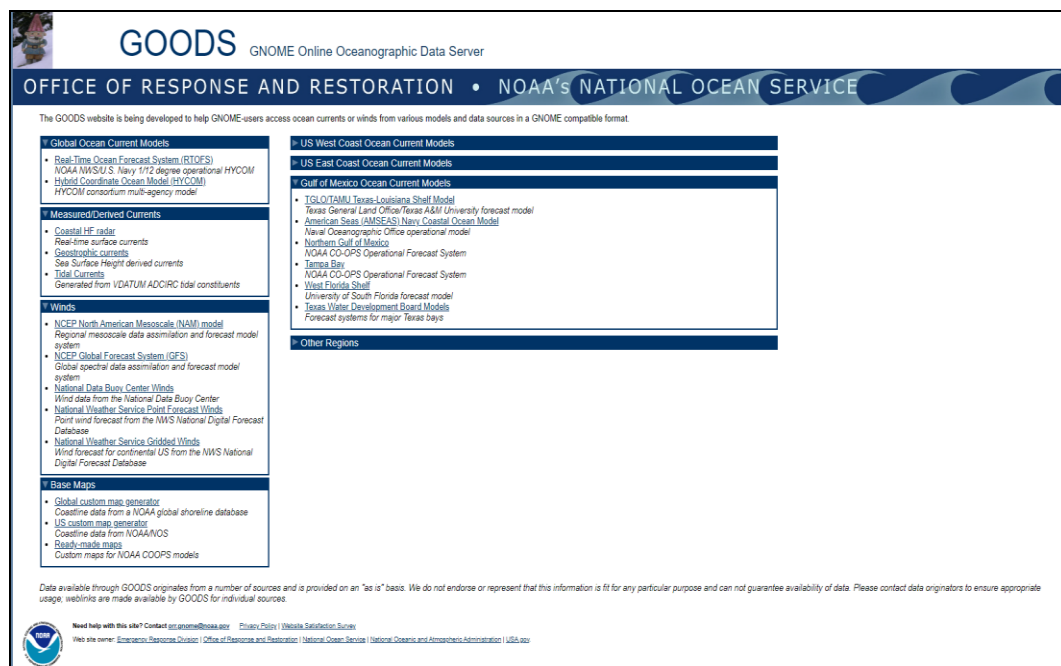 GOODS GNOME Online Oceanographic Data Server
OFFICE OF RESPONSE AND RESTORATION • NOAA's NATIONAL OCEAN SERVICE
The GOODS website is being developed to help GNOME-users access ocean currents or winds from various models and data sources in a GNOME compatible format.
Global Ocean Current Models
Real-Time Ocean Forecast System (RTOFS)
NOAA NWS/U.S. Navy 1/12 degree operational HYCOM
Hybrid Coordinate Ocean Model (HYCOM)
HYCOM consortium multi-agency model
Measured/Derived Currents
Coastal HF radar
Real-time surface currents
Geostrophic currents
Sea Surface Height derived currents
Tidal Currents
Generated from VDATUM ADCIRC tidal constituents
Winds
NCEP North American Mesoscale (NAM) model
Regional mesoscale data assimilation and forecast model
system
NCEP Global Forecast System (GFS)
Global spectral data assimilation and forecast model
system
National Data Buoy Center Winds
Wind data from the National Data Buoy Center
National Weather Service Point Forecast Winds
Point wind forecast from the NWS National Digital Forecast
Database
National Weather Service Gridded Winds
Wind forecast for continental US from the NWS National
Digital Forecast Database
Base Maps
Global custom map generator
Coastline data from a NOAA global shoreline database
US custom map generator
Coastline data from NOAA/NOS
Ready-made maps
Custom maps for NOAA COOPS models
US West Coast Ocean Current Models
US East Coast Ocean Current Models
Gulf of Mexico Ocean Current Models
TGLO/TAMU Texas-Louisiana Shelf Model
Texas General Land Office/Texas A&M University forecast model
American Seas (AMSEAS) Navy Coastal Ocean Model
Naval Oceanographic Office operational model
Northern Gulf of Mexico
NOAA CO-OPS Operational Forecast System
Tampa Bay
NOAA CO-OPS Operational Forecast System
West Florida Shelf
University of South Florida forecast model
Texas Water Development Board Models
Forecast systems for major Texas bays
Other Regions
Data available through GOODS originates from a number of sources and is provided on an "as is" basis. We do not endorse or represent that this information is fit for any particular purpose and can not guarantee availability of data. Please contact data originators to ensure appropriate
usage; weblinks are made available by GOODS for individual sources.
NOAA
Need help with this site? Contact orr.gnome@noaa.gov Privacy Policy | Website Satisfaction Survey
Web site owner: Emergency Response Division | Office of Response and Restoration | National Ocean Service | National Oceanic and Atmospheric Administration | USA.gov